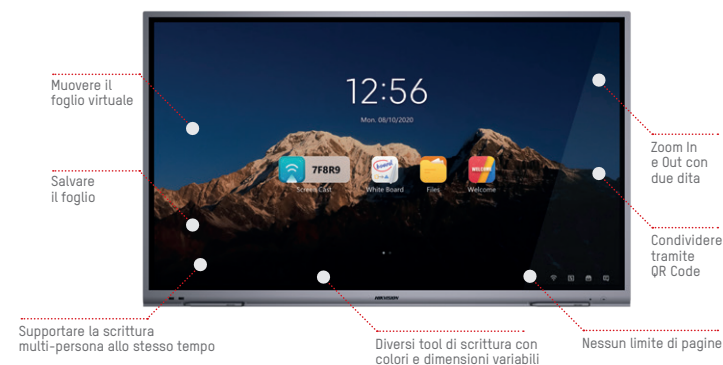 12:56
Mon. 08/10/2020
Muovere il
foglio virtuale
Zoom In
e Out con
due dita
7F8R9
Screen Cast
White Board
Files
WELCOME
Welcome
Salvare
il foglio
Condividere
tramite
QR Code
HIKVISION
Supportare la scrittura
multi-persona allo stesso tempo
Diversi tool di scrittura con
colori e dimensioni variabili
Nessun limite di pagine